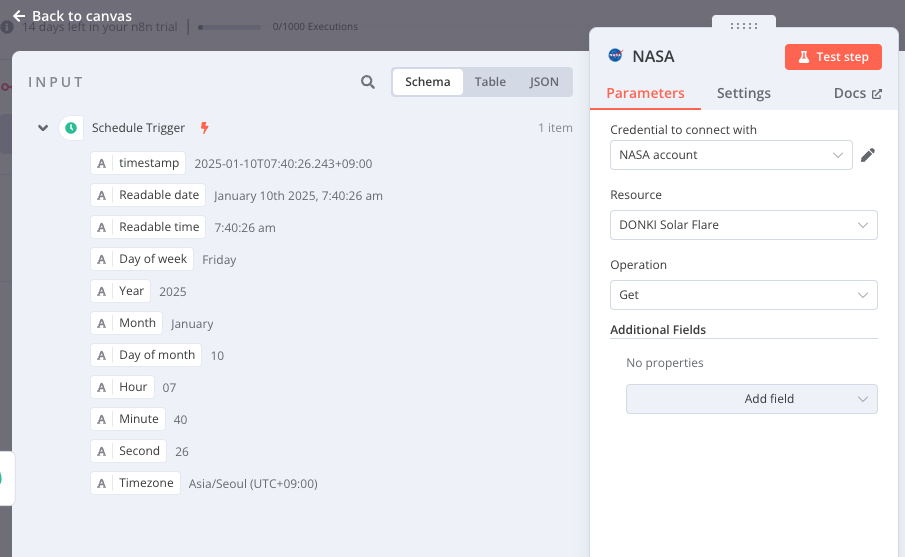 Back to canvas
14 days left in your n8n trial
0/1000 Executions
INPUT
Schema
Table
JSON
Schedule Trigger
1 item
A timestamp 2025-01-10T07:40:26.243+09:00
A Readable date January 10th 2025, 7:40:26 am
A Readable time 7:40:26 am
A Day of week Friday
A Year 2025
A Month January
A Day of month 10
A Hour 07
A Minute 40
A Second 26
A Timezone Asia/Seoul (UTC+09:00)
NASA
Test step
Parameters
Settings
Docs
Credential to connect with
NASA account
Resource
DONKI Solar Flare
Operation
Get
Additional Fields
No properties
Add field